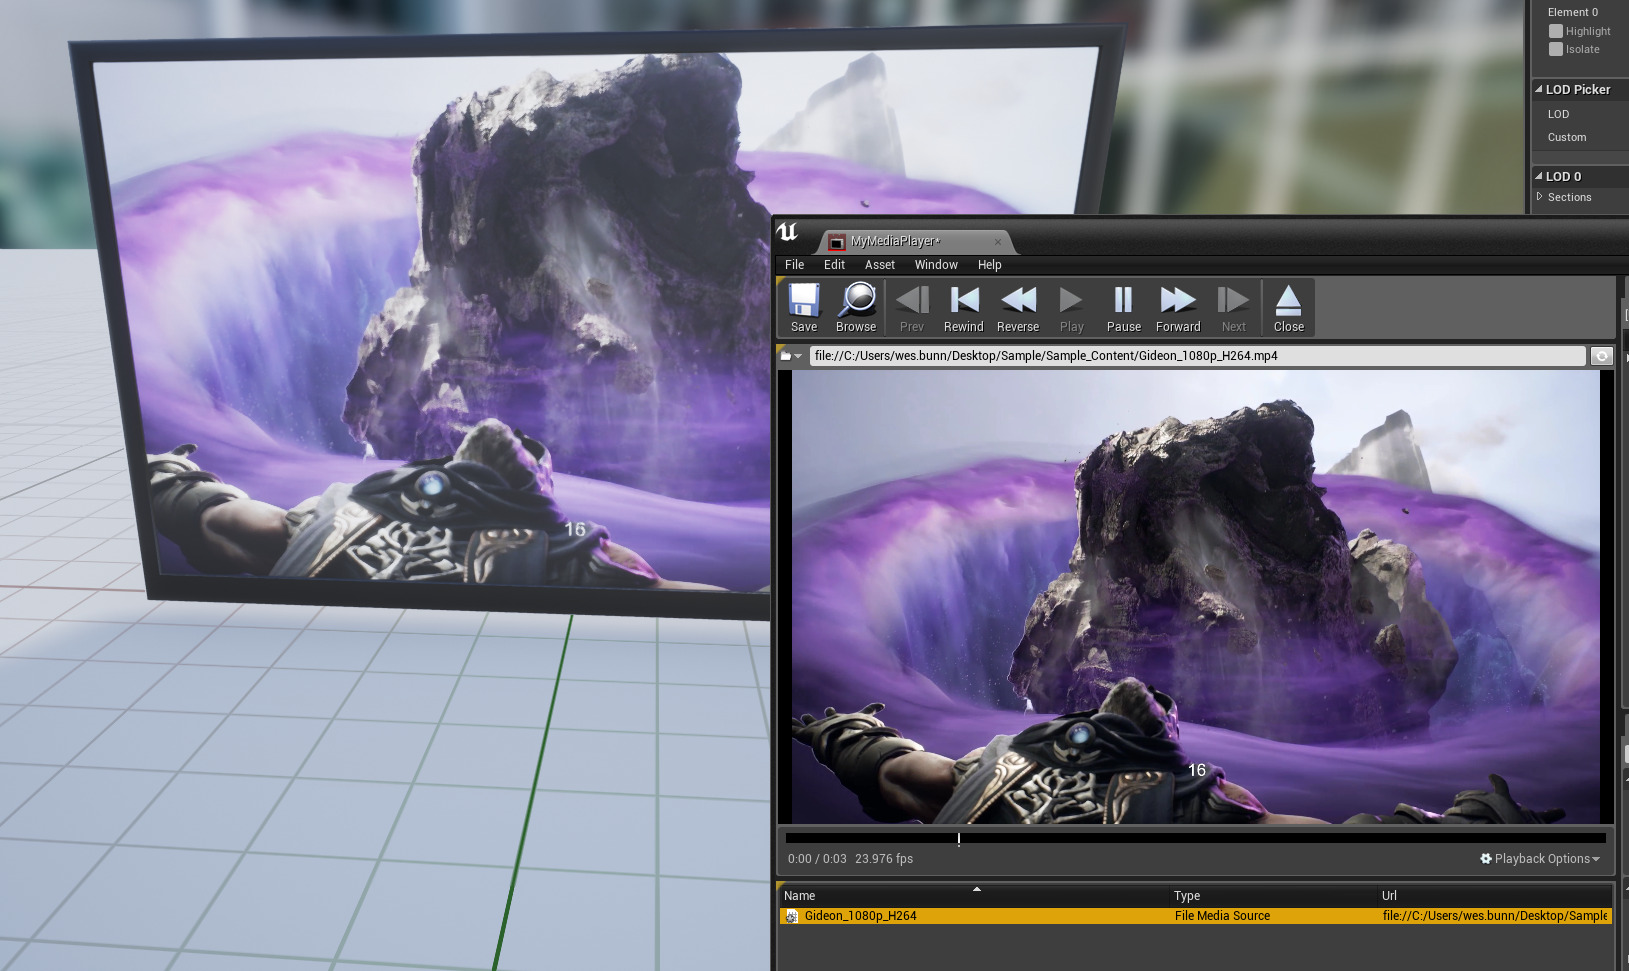 Element 0
Highlight
Isolate
LOD Picker
LOD
Custom
LOD 0
Sections
MyMediaPlayer*
File Edit Asset Window Help
Save Browse Prev Rewind Reverse Play Pause Forward Next Close
file://C:/Users/wes.bunn/Desktop/Sample/Sample_Content/Gideon_1080p_H264.mp4
16
16
0:00 / 0:03 23.976 fps
Playback Options
Name Type Url
Gideon_1080p_H264 File Media Source file://C:/Users/wes.bunn/Desktop/Sample